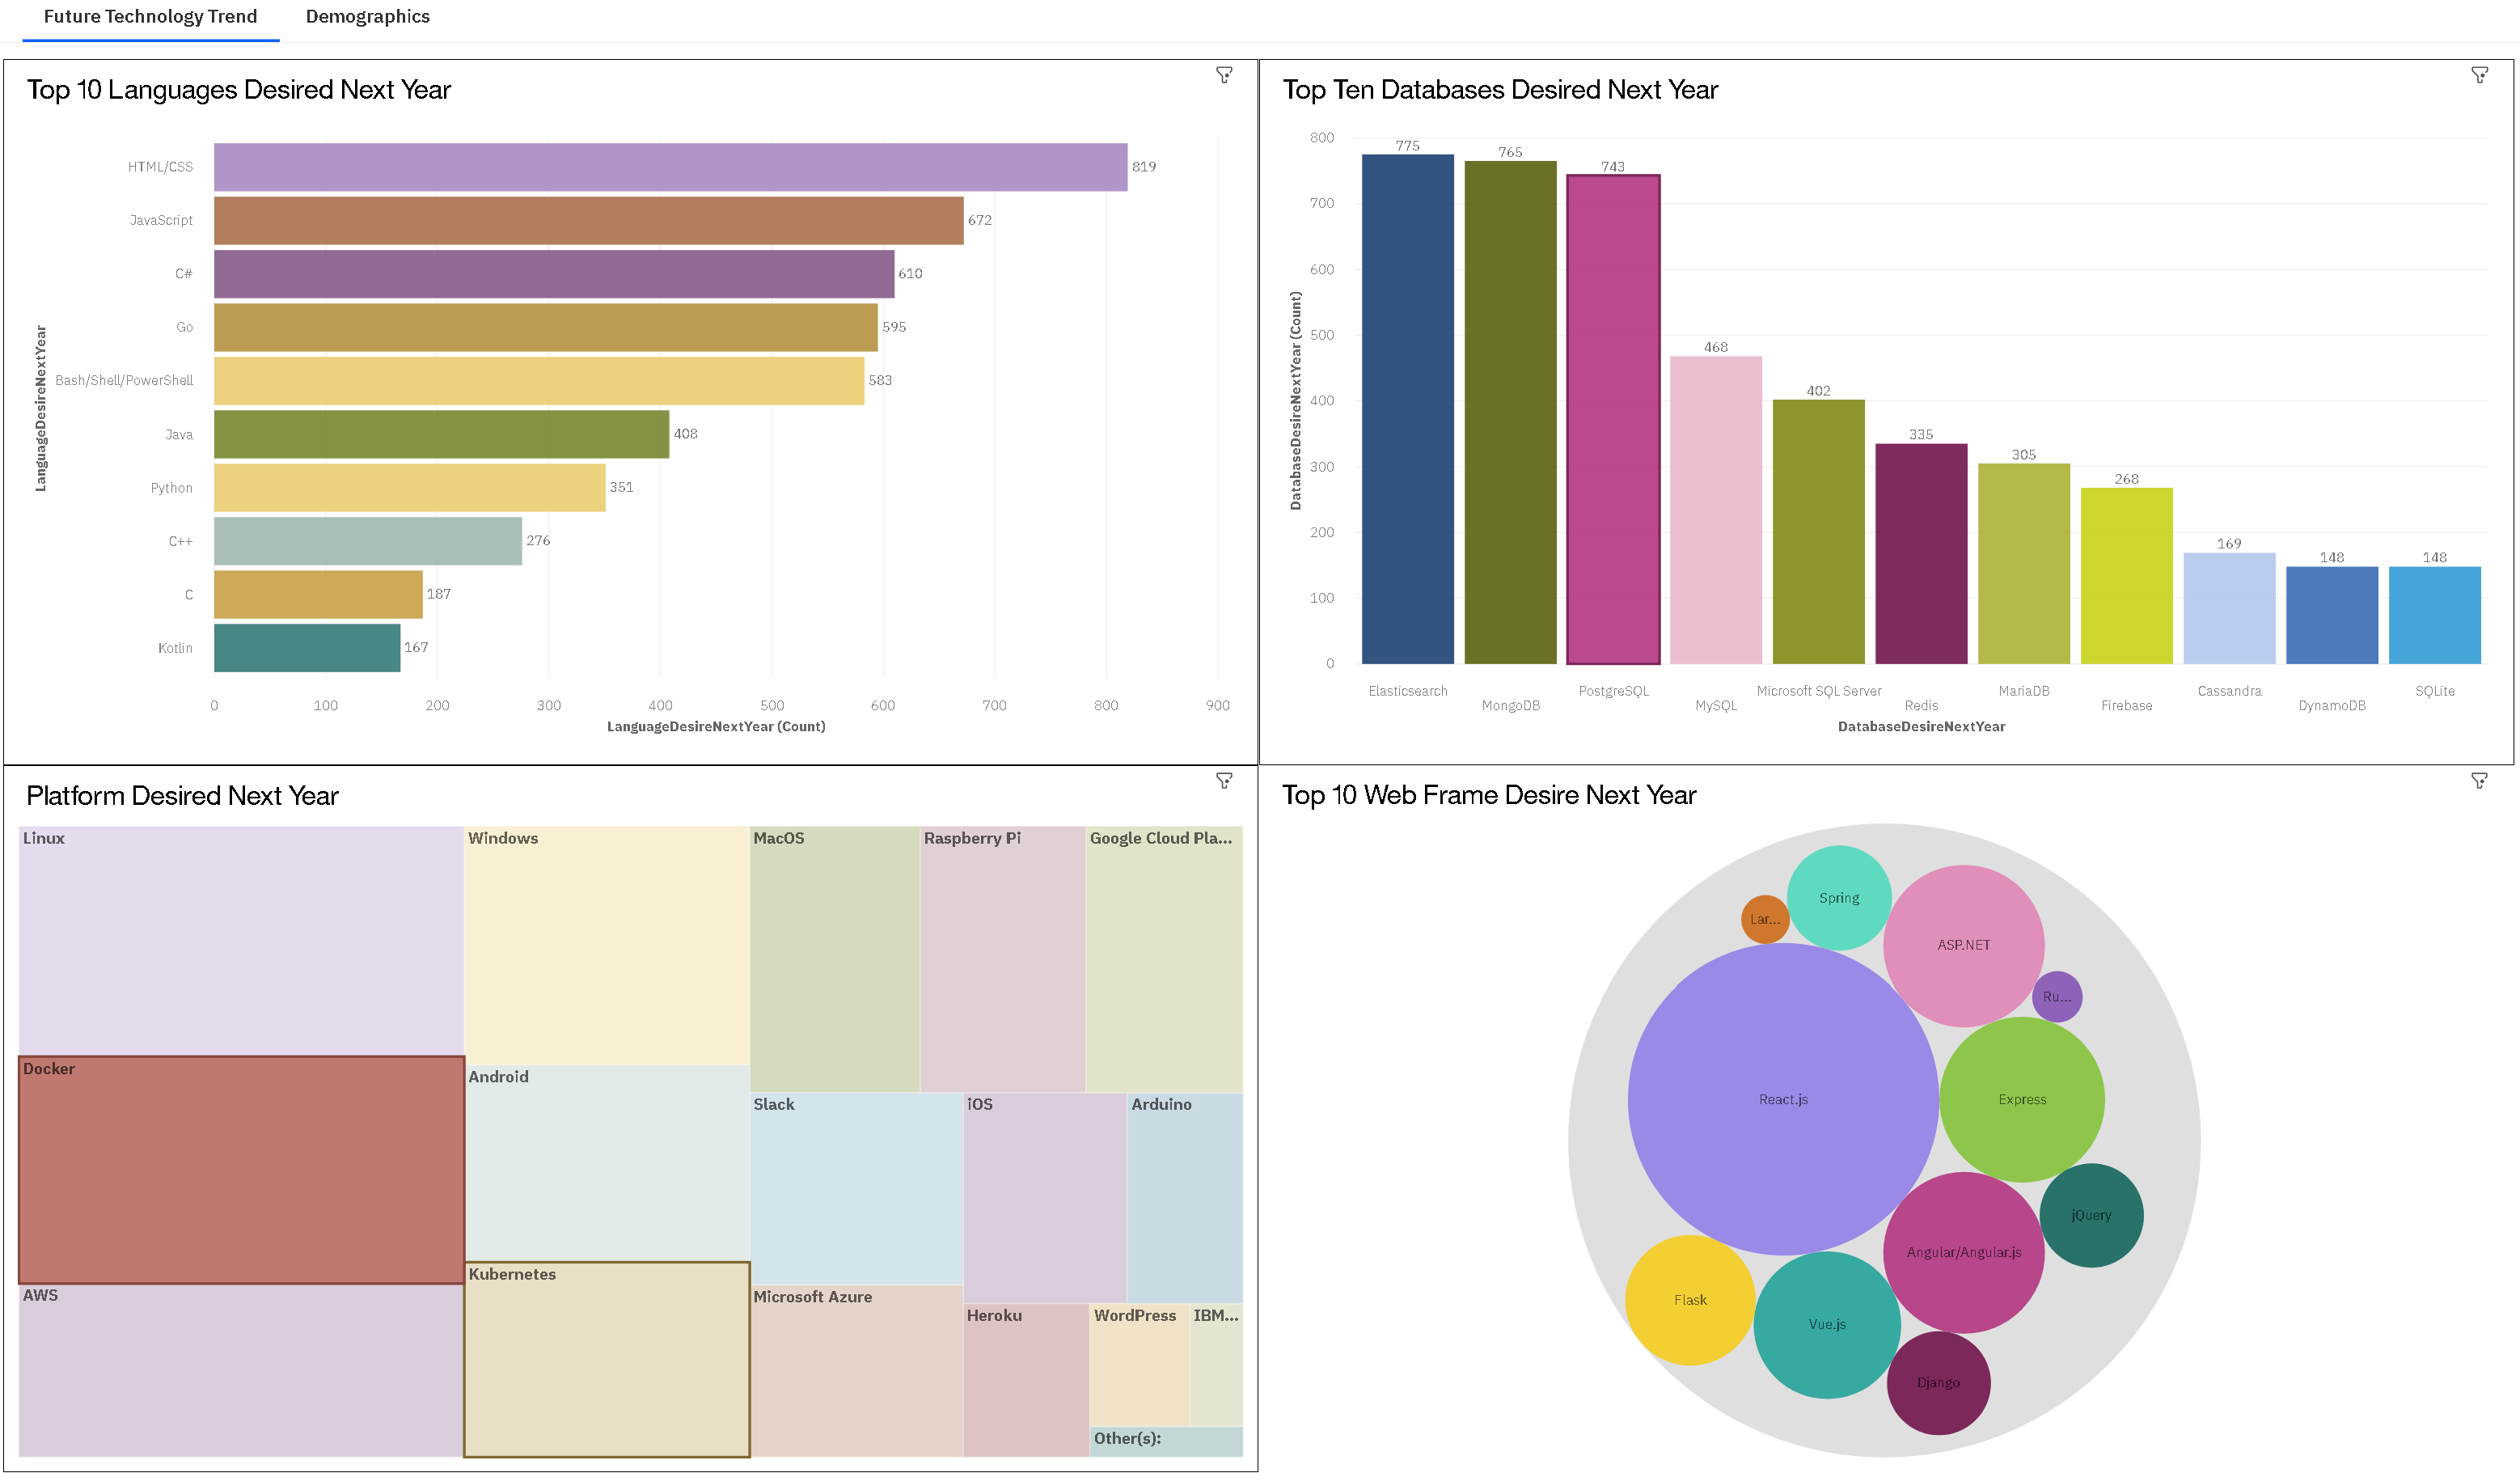 Future Technology Trend
Demographics
Top 10 Languages Desired Next Year
LanguageDesireNextYear
HTML/CSS
819
JavaScript
672
C#
610
Go
595
Bash/Shell/PowerShell
583
Java
408
Python
351
C++
276
C
187
Kotlin
167
0 100 200 300 400 500 600 700 800 900
LanguageDesireNextYear (Count)
Top Ten Databases Desired Next Year
DatabaseDesireNextYear (Count)
800
700
600
500
400
300
200
100
0
775
765
743
468
402
335
305
268
169
148
148
Elasticsearch
MongoDB
PostgreSQL
MySQL
Microsoft SQL Server
Redis
MariaDB
Firebase
Cassandra
DynamoDB
SQLite
DatabaseDesireNextYear
Platform Desired Next Year
Linux
Windows
MacOS
Raspberry Pi
Google Cloud Pla...
Docker
Android
Slack
iOS
Arduino
AWS
Kubernetes
Microsoft Azure
Heroku
WordPress
IBM...
Other(s):
Top 10 Web Frame Desire Next Year
Spring
Lar...
ASP.NET
Ru...
React.js
Express
jQuery
Angular/Angular.js
Flask
Vue.js
Django